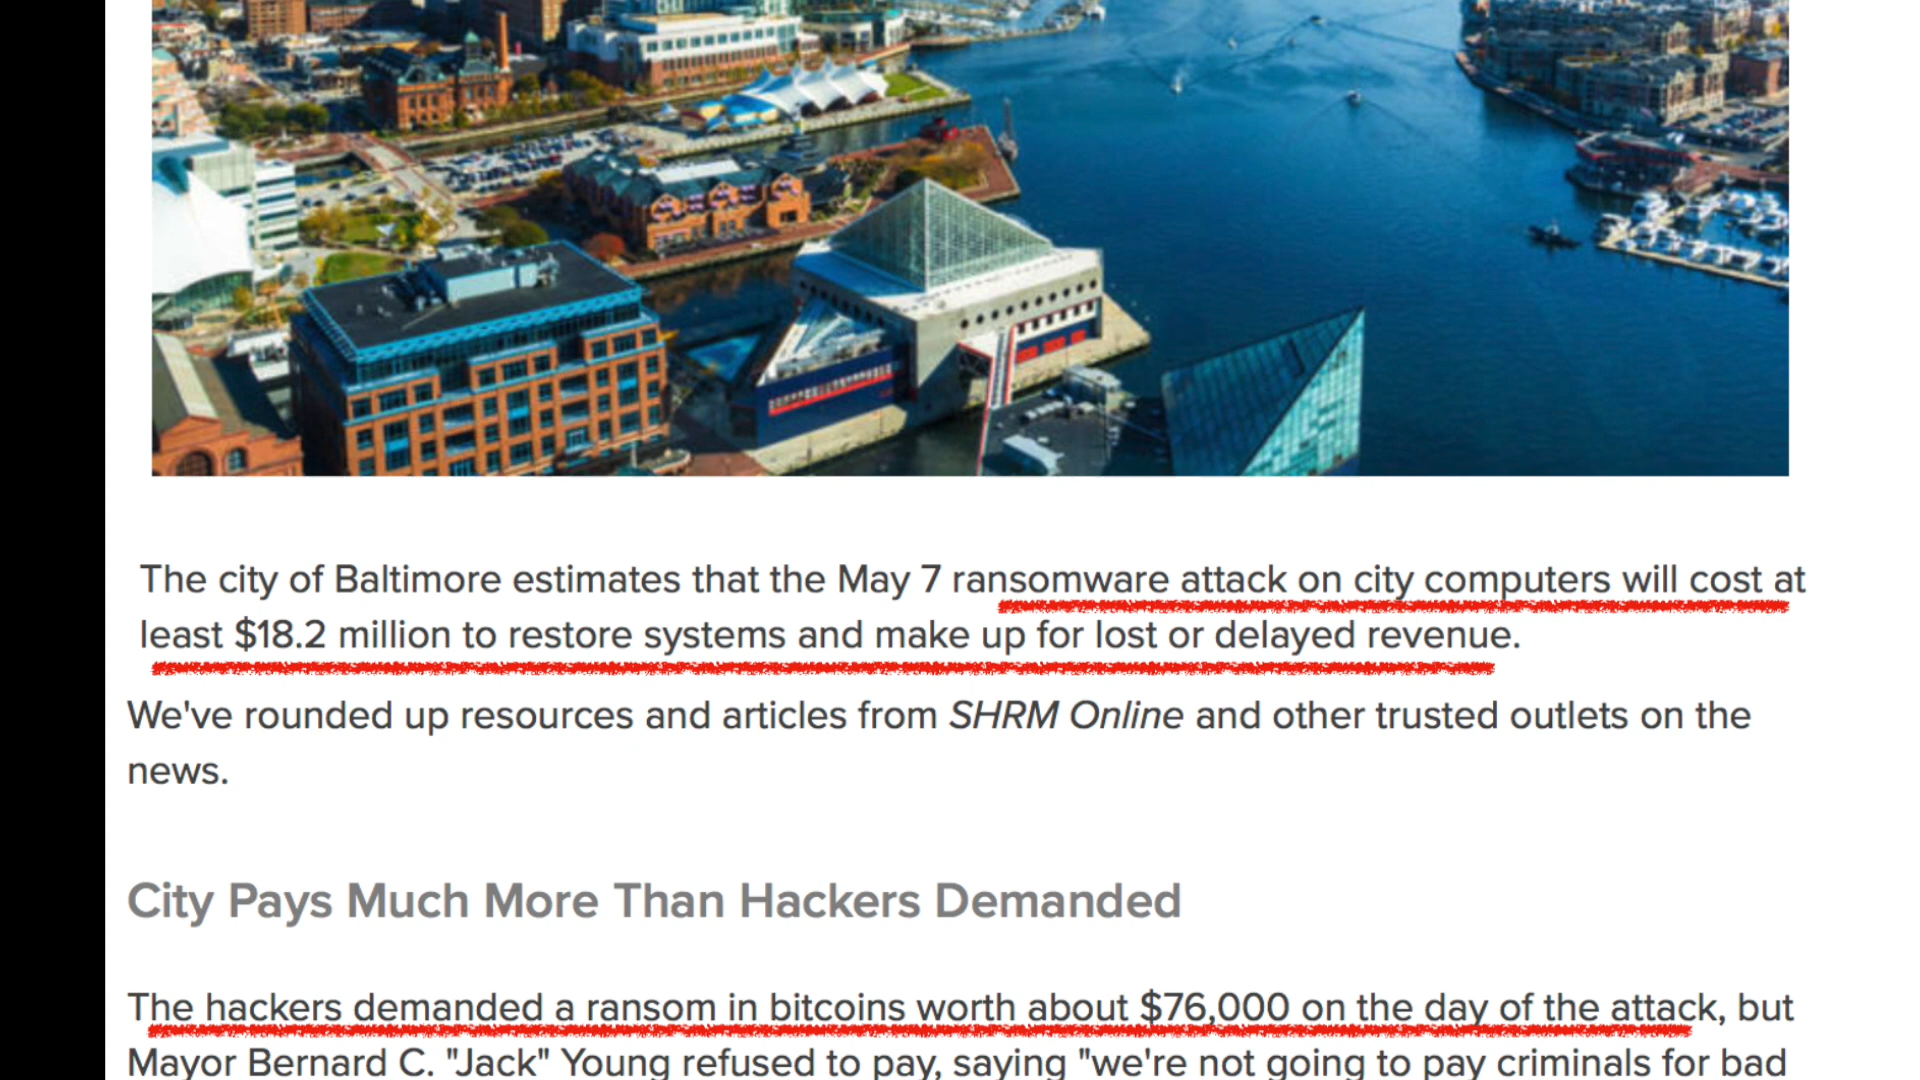 The city of Baltimore estimates that the May 7 ransomware attack on city computers will cost at
least $18.2 million to restore systems and make up for lost or delayed revenue.
We've rounded up resources and articles from SHRM Online and other trusted outlets on the
news.
City Pays Much More Than Hackers Demanded
The hackers demanded a ransom in bitcoins worth about $76,000 on the day of the attack, but
Mayor Bernard C. "Jack" Young refused to pay, saying "we're not going to pay criminals for bad